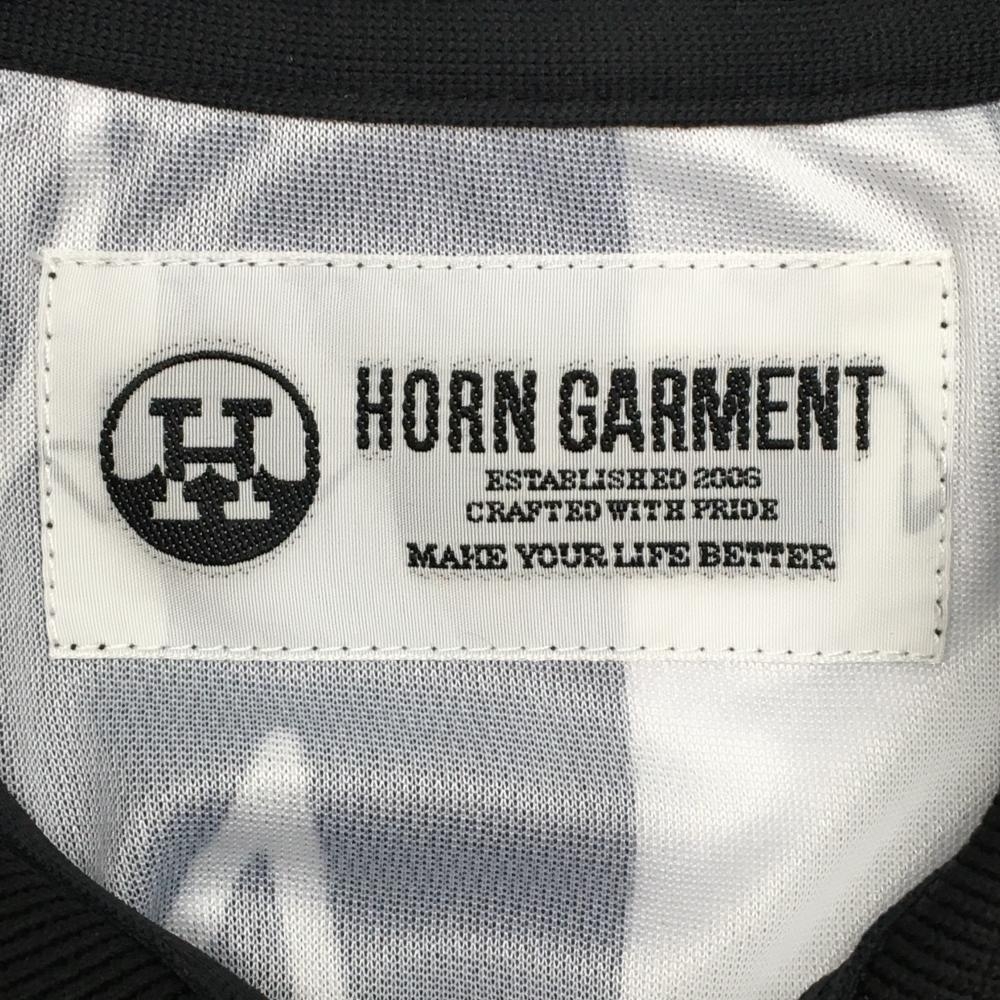 H
HORN GARMENT
ESTABLISHED 2006
CRAFTED WITH PRIDE
MAKE YOUR LIFE BETTER